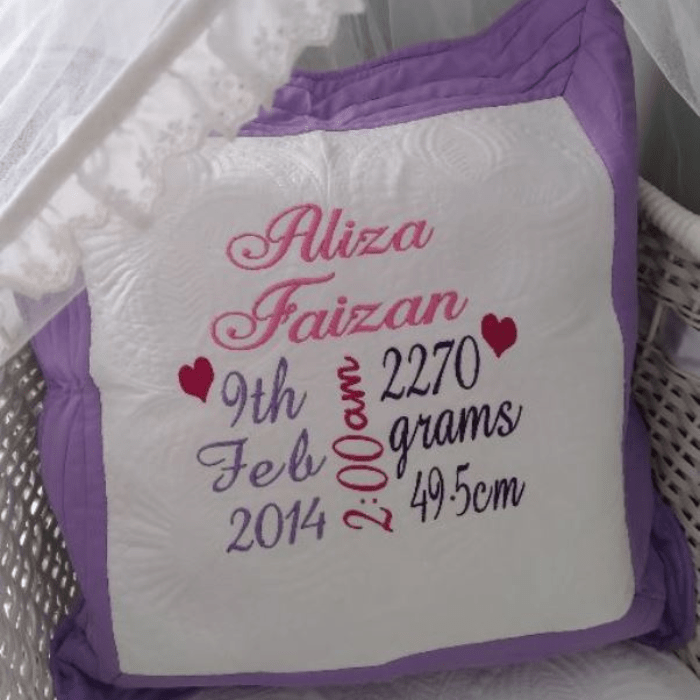 Aliza
Faizan
9th
Feb
2014
2:00am
2270
grams
49.5cm